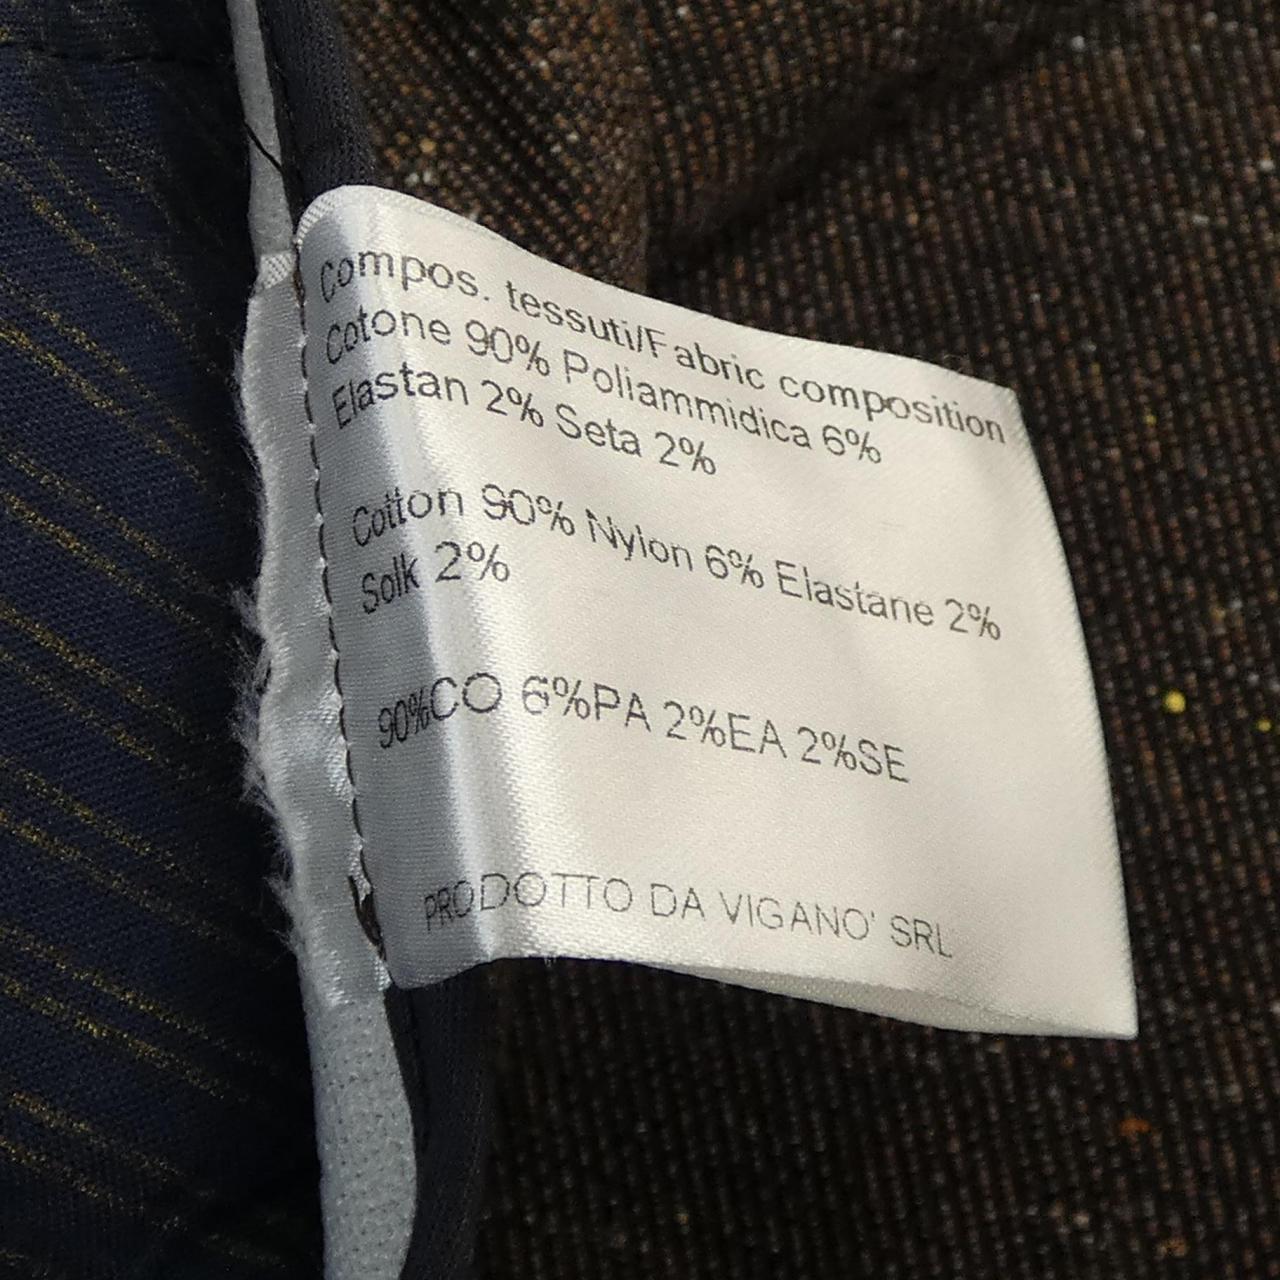 Compos. tessuti/Fabric composition
Cotone 90% Poliammidica 6%
Elastan 2% Seta 2%
Cotton 90% Nylon 6% Elastane 2%
Solk 2%
90%CO 6%PA 2%EA 2%SE
PRODOTTO DA VIGANO' SRL